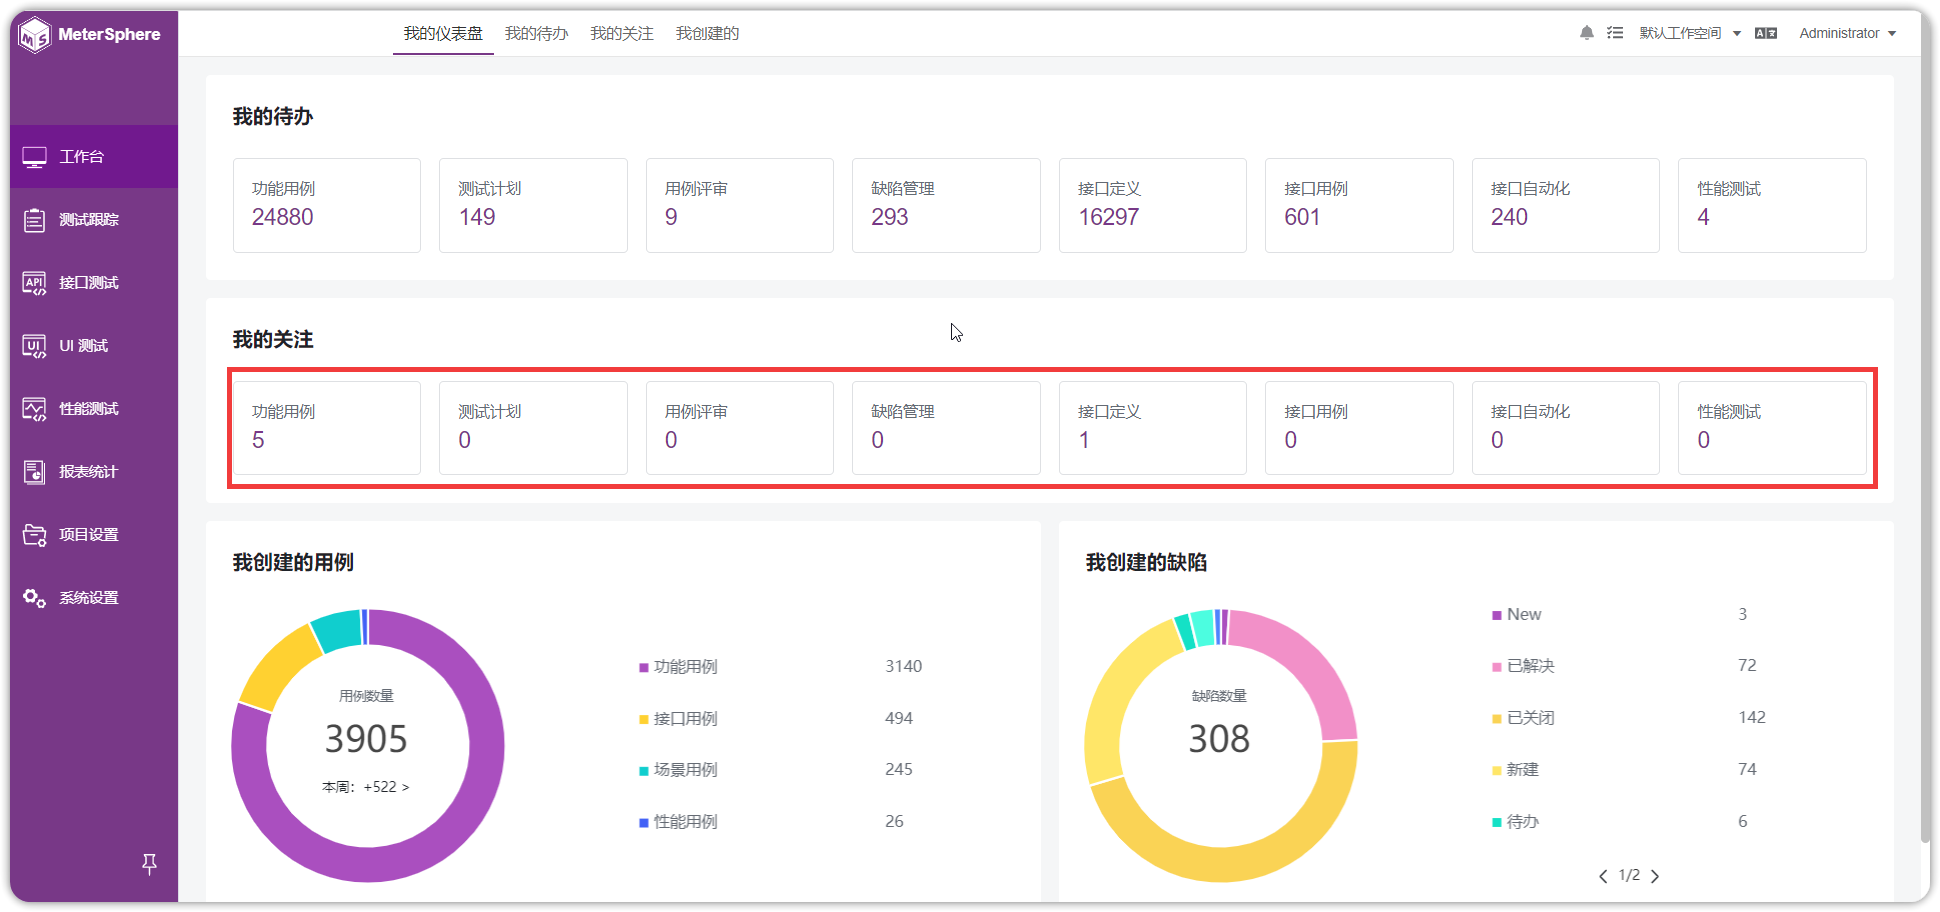 MeterSphere
我的仪表盘 我的待办 我的关注 我创建的
默认工作空间 Administrator
工作台
测试跟踪
接口测试
UI 测试
性能测试
报表统计
项目设置
系统设置
我的待办
功能用例 测试计划 用例评审 缺陷管理 接口定义 接口用例 接口自动化 性能测试
24880 149 9 293 16297 601 240 4
我的关注
功能用例 测试计划 用例评审 缺陷管理 接口定义 接口用例 接口自动化 性能测试
5 0 0 0 1 0 0 0
我创建的用例
用例数量
3905
本周：+522 >
功能用例 3140
接口用例 494
场景用例 245
性能用例 26
我创建的缺陷
缺陷数量
308
New 3
已解决 72
已关闭 142
新建 74
待办 6
1/2